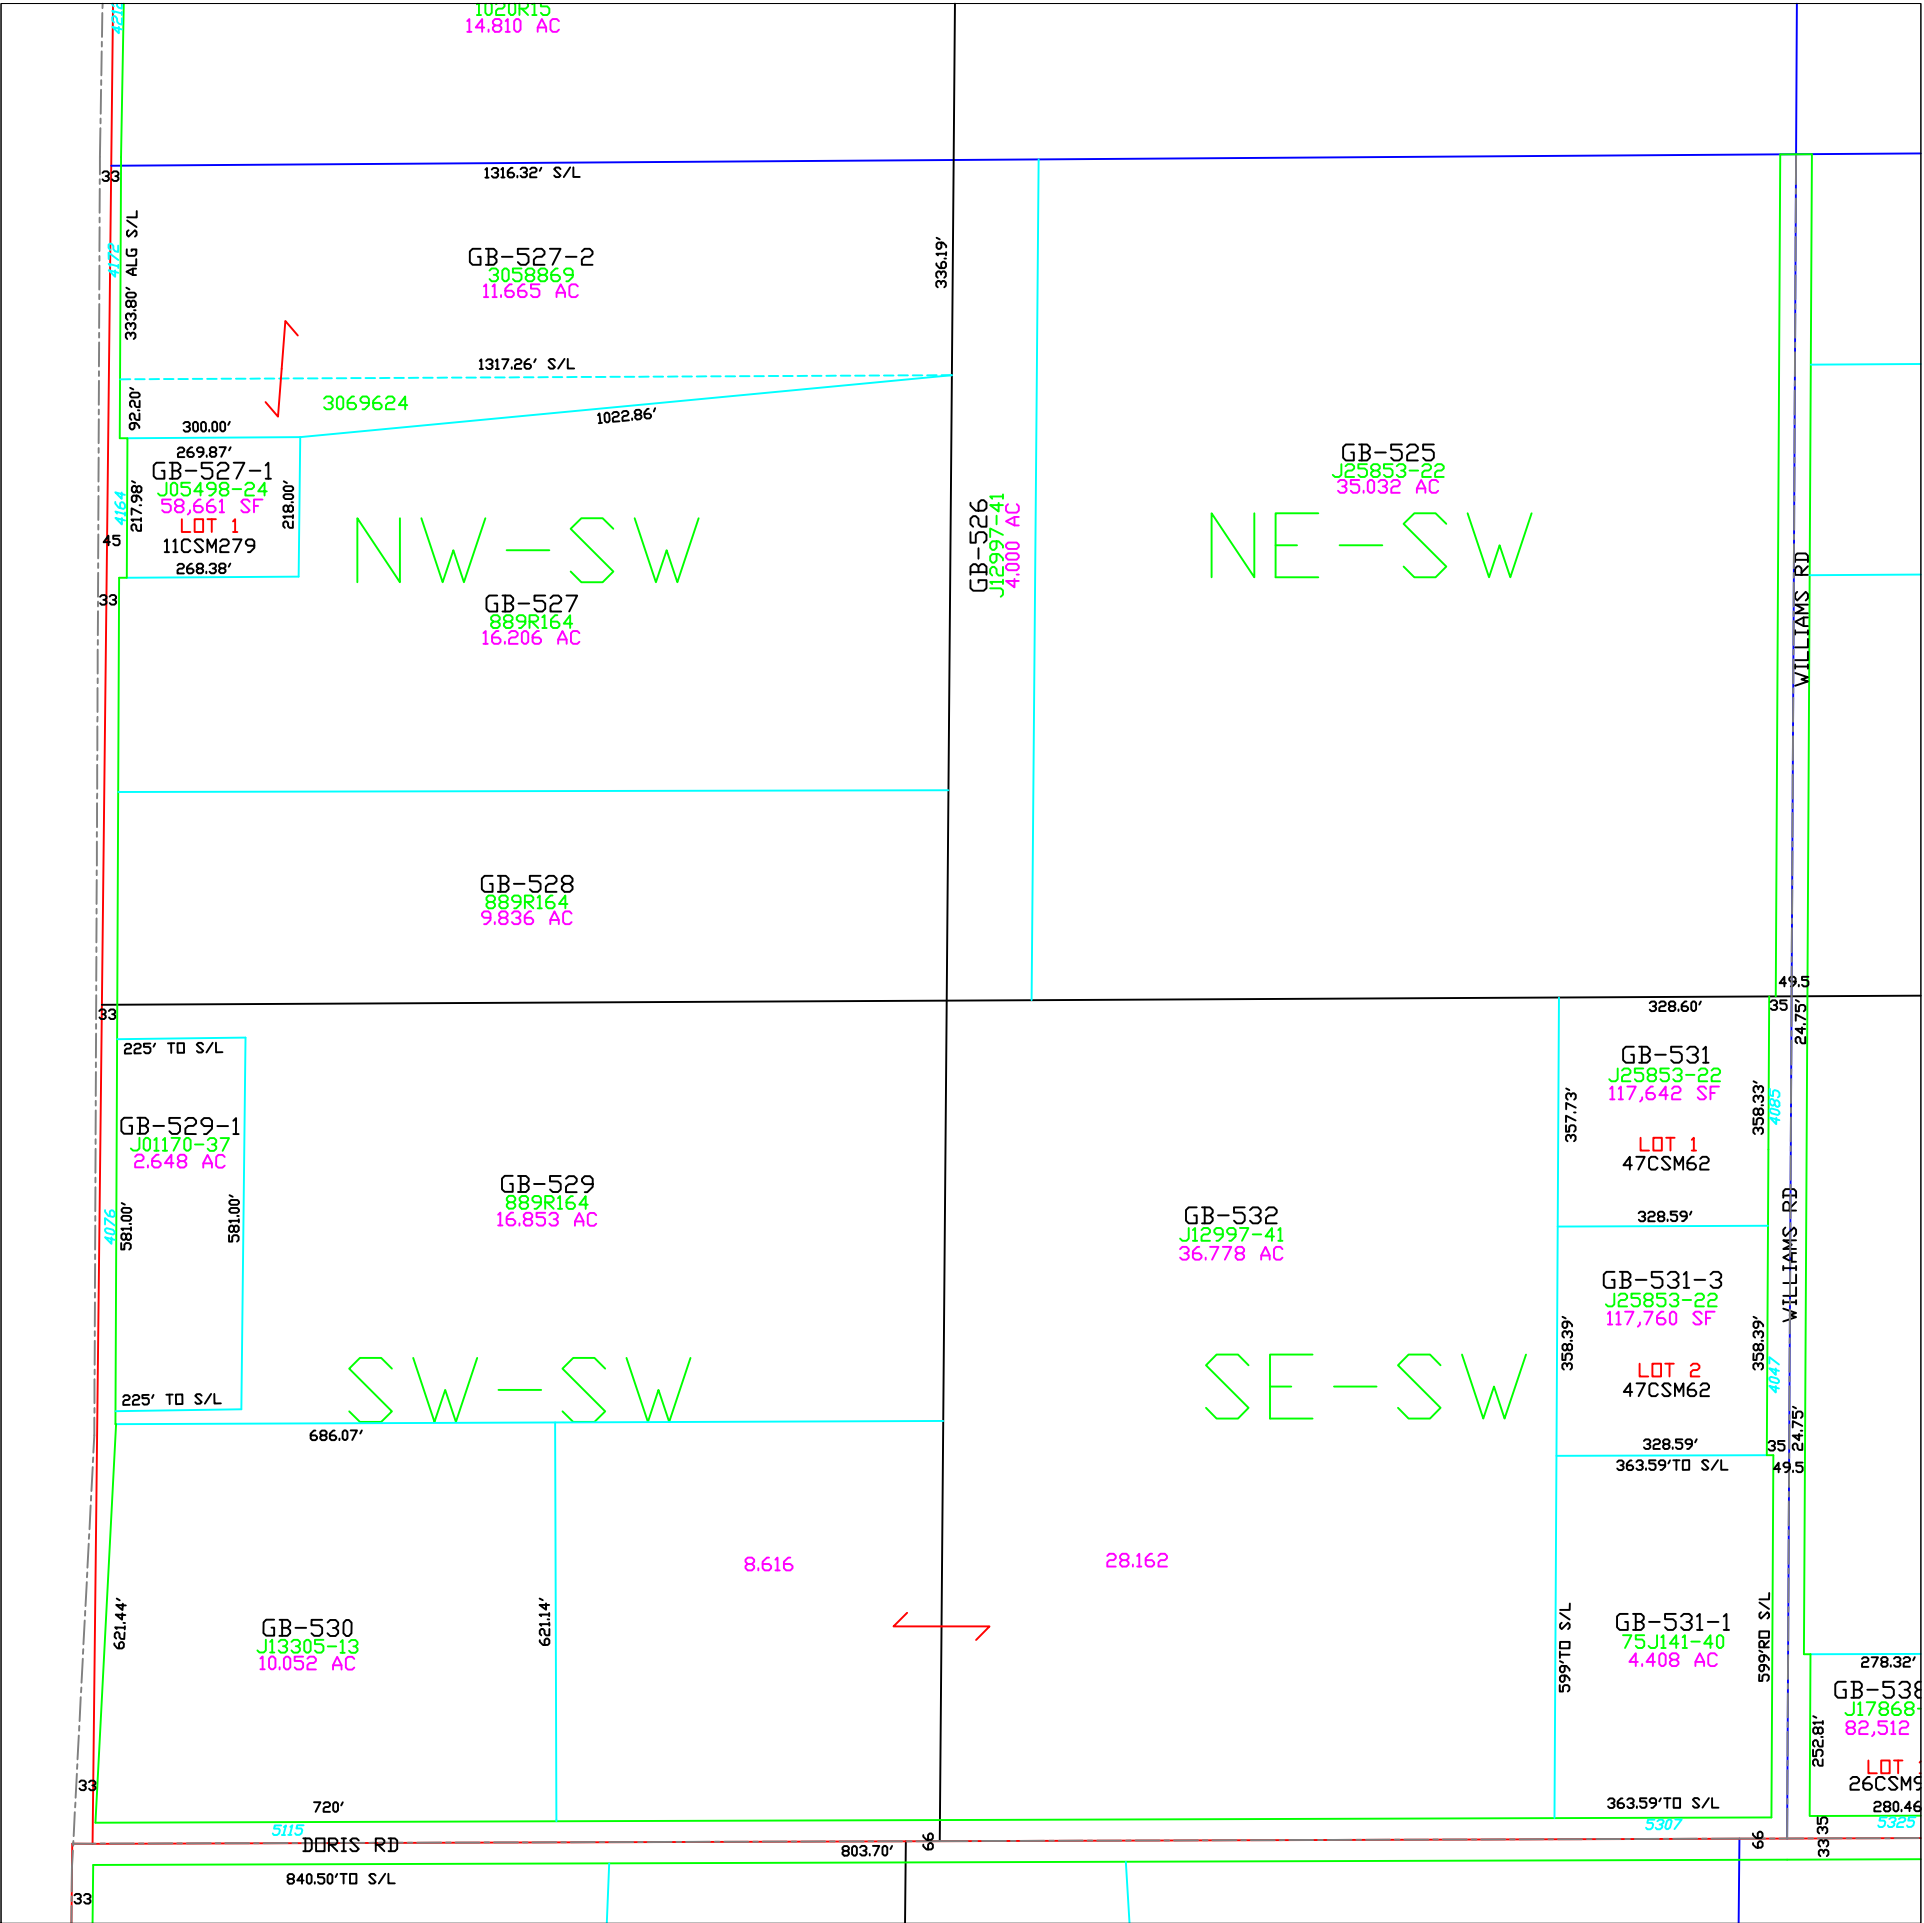 1020R15
14.810 AC
4210
33
1316.32' S/L
4172
333.80' ALG S/L
336.19'
GB-527-2
3058869
11.665 AC
1317.26' S/L
92.20'
3069624
1022.86'
300.00'
269.87'
GB-527-1
J05498-24
58,661 SF
LOT 1
11CSM279
268.38'
4164
217.98'
218.00'
45
33
NW-SW
GB-527
889R164
16.206 AC
GB-526
J12997-41
4.000 AC
GB-525
J25853-22
35.032 AC
NE-SW
WILLIAMS RD
GB-528
889R164
9.836 AC
49.5
33
328.60'
35
24.75'
225' TO S/L
GB-529-1
J01170-37
2.648 AC
4076
581.00'
581.00'
225' TO S/L
GB-529
889R164
16.853 AC
SW-SW
GB-532
J12997-41
36.778 AC
SE-SW
GB-531
J25853-22
117,642 SF
LOT 1
47CSM62
357.73'
358.33'
4085
328.59'
WILLIAMS RD
GB-531-3
J25853-22
117,760 SF
LOT 2
47CSM62
358.39'
358.39'
4047
24.75'
328.59'
35
363.59'TO S/L
49.5
686.07'
8.616
28.162
621.44'
621.14'
GB-530
J13305-13
10.052 AC
GB-531-1
75J141-40
4.408 AC
599'TO S/L
599'RD S/L
278.32'
GB-538
J17868-
82,512
LOT
26CSM9
252.81'
280.46
33
720'
363.59'TO S/L
5115
5307
5325
DORIS RD
803.70'
66
66
33
35
840.50'TO S/L
33